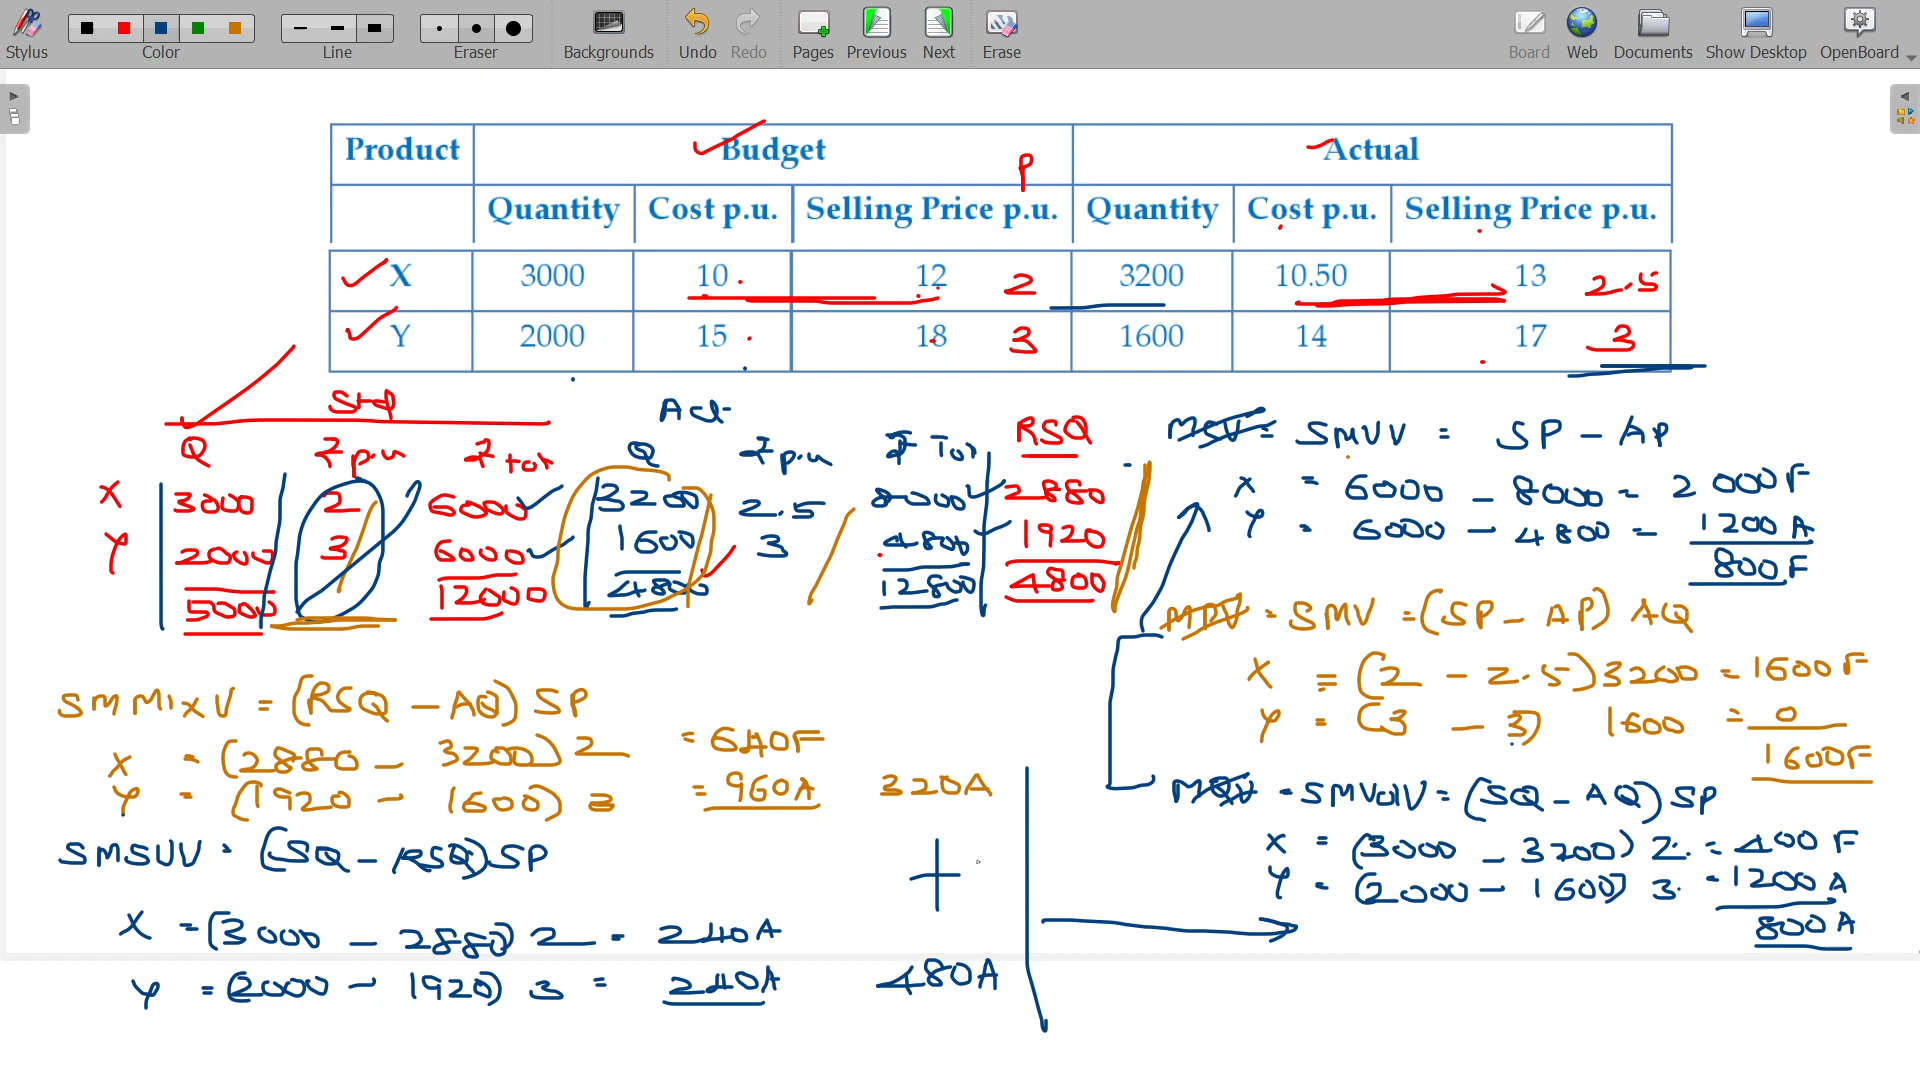 Stylus Color Line Eraser Backgrounds Undo Redo Pages Previous Next Erase Board Web Documents Show Desktop OpenBoard
Product Budget Actual
P
Quantity Cost p.u. Selling Price p.u. Quantity Cost p.u. Selling Price p.u.
X 3000 10 12 2 3200 10.50 13 2.5
Y 2000 15 18 3 1600 14 17 3
Std Act RSQ
Q ₹ p.u ₹ tot Q ₹ p.u ₹ Tot
X 3000 2 6000 3200 2.5 8000 2880
Y 2000 3 6000 1600 3 4800 1920
5000 12000 4800 12800 4800
= SMVV = SP - AP
X = 6000 - 8000 = 2000 F
Y = 6000 - 4800 = 1200 A
800 F
MPV = SMV = (SP - AP) AQ
X = (2 - 2.5) 3200 = 1600 F
Y = (3 - 3) 1600 = 0
1600 F
MQV = SMVolV = (SQ - AQ) SP
X = (3000 - 3200) 2 = 400 F
Y = (2000 - 1600) 3 = 1200 A
800 A
SMMixV = (RSQ - AQ) SP
X = (2880 - 3200) 2 = 640 F
Y = (1920 - 1600) 3 = 960 A 320 A
SMSUV = (SQ - RSQ) SP
+
X = (3000 - 2880) 2 = 240 A
Y = (2000 - 1920) 3 = 240 A 480 A